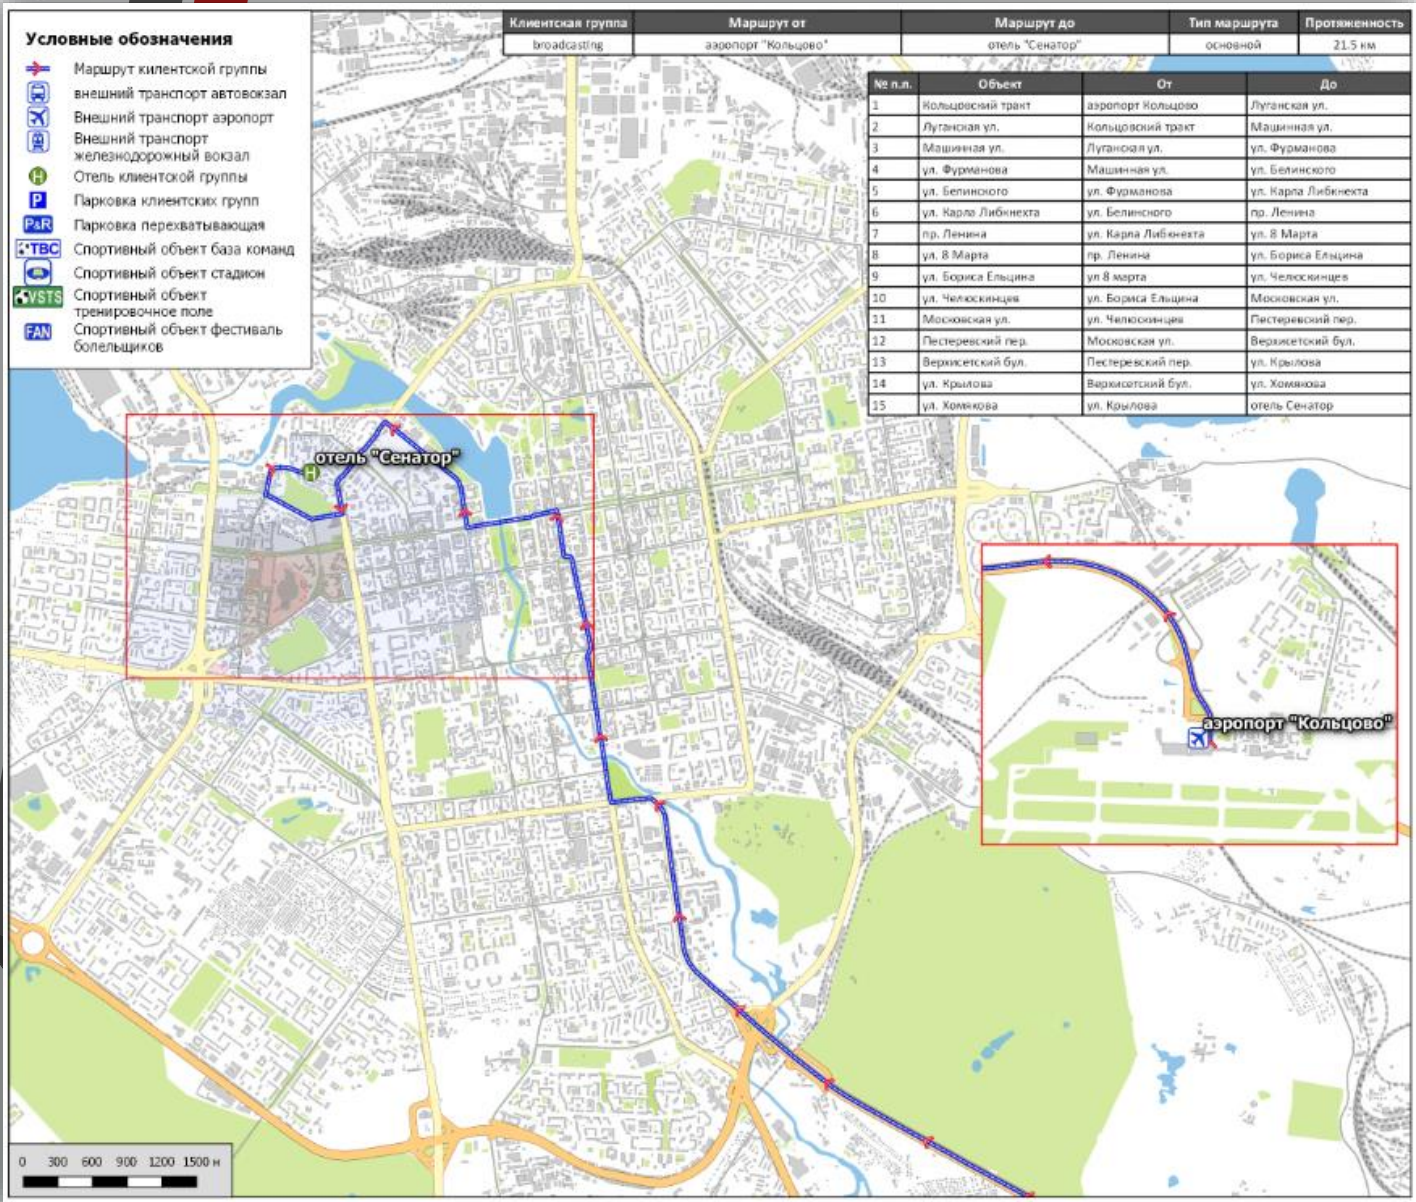 Условные обозначения
Маршрут килентской группы
внешний транспорт автовокзал
Внешний транспорт аэропорт
Внешний транспорт
железнодорожный вокзал
Отель клиентской группы
P Парковка клиентских групп
P&R Парковка перехватывающая
TBC Спортивный объект база команд
Спортивный объект стадион
VSTS Спортивный объект
тренировочное поле
FAN Спортивный объект фестиваль
болельщиков
Клиентская группа Маршрут от Маршрут до Тип маршрута Протяженность
broadcasting аэропорт "Кольцово" отель "Сенатор" основной 21.5 км
№ п.п. Объект От До
1 Кольцовский тракт аэропорт Кольцово Луганская ул.
2 Луганская ул. Кольцовский тракт Машинная ул.
3 Машинная ул. Луганская ул. ул. Фурманова
4 ул. Фурманова Машинная ул. ул. Белинского
5 ул. Белинского ул. Фурманова ул. Карла Либкнехта
6 ул. Карла Либкнехта ул. Белинского пр. Ленина
7 пр. Ленина ул. Карла Либкнехта ул. 8 Марта
8 ул. 8 Марта пр. Ленина ул. Бориса Ельцина
9 ул. Бориса Ельцина ул 8 марта ул. Челюскинцев
10 ул. Челюскинцев ул. Бориса Ельцина Московская ул.
11 Московская ул. ул. Челюскинцев Пестеревский пер.
12 Пестеревский пер. Московская ул. Верхисетский бул.
13 Верхисетский бул. Пестеревский пер. ул. Крылова
14 ул. Крылова Верхисетский бул. ул. Хомякова
15 ул. Хомякова ул. Крылова отель Сенатор
H отель "Сенатор"
аэропорт "Кольцово"
0 300 600 900 1200 1500 м